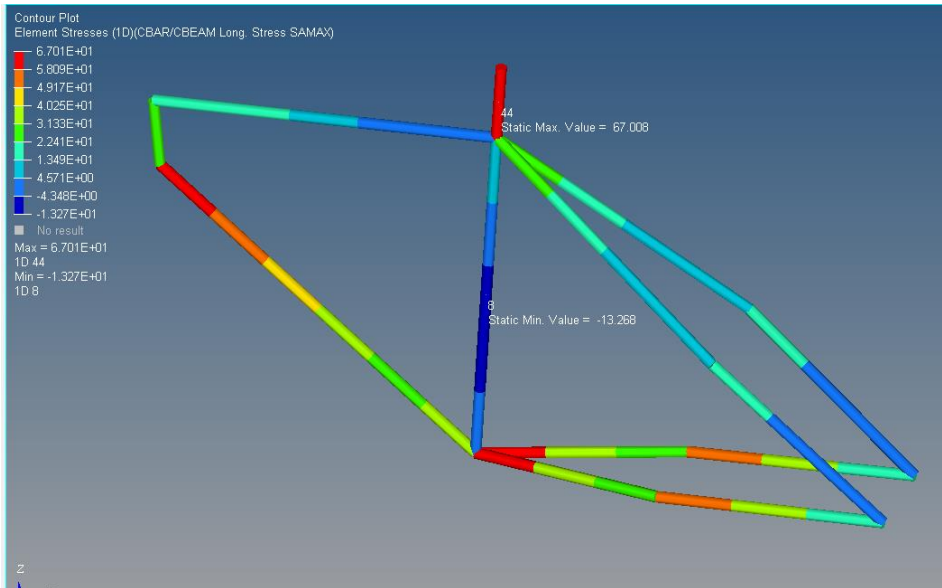 Contour Plot
Element Stresses (1D)(CBAR/CBEAM Long. Stress SAMAX)
6.701E+01
5.809E+01
4.917E+01
4.025E+01
3.133E+01
2.241E+01
1.349E+01
4.571E+00
-4.348E+00
-1.327E+01
No result
Max = 6.701E+01
1D 44
Min = -1.327E+01
1D 8
44
Static Max. Value = 67.008
8
Static Min. Value = -13.268
Z